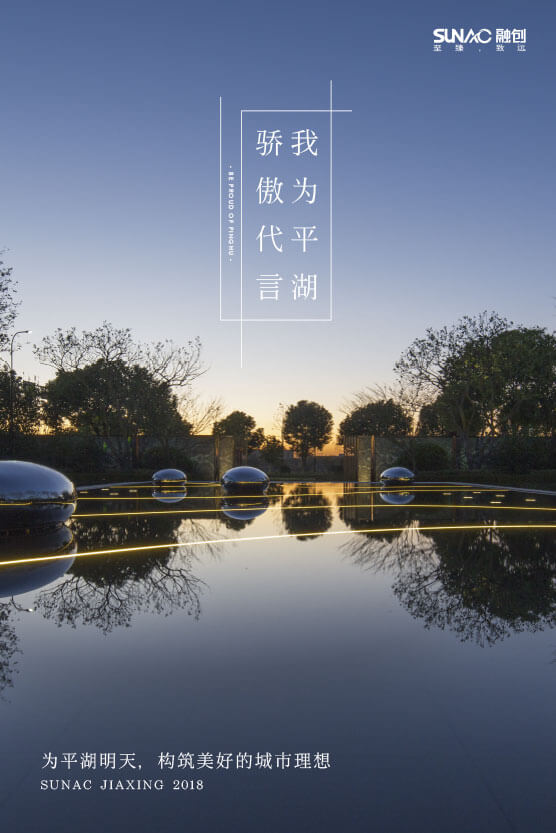 SUNAC 融创
至臻，致远
我为平湖
骄傲代言
· BE PROUD OF PINGHU ·
为平湖明天，构筑美好的城市理想
SUNAC JIAXING 2018